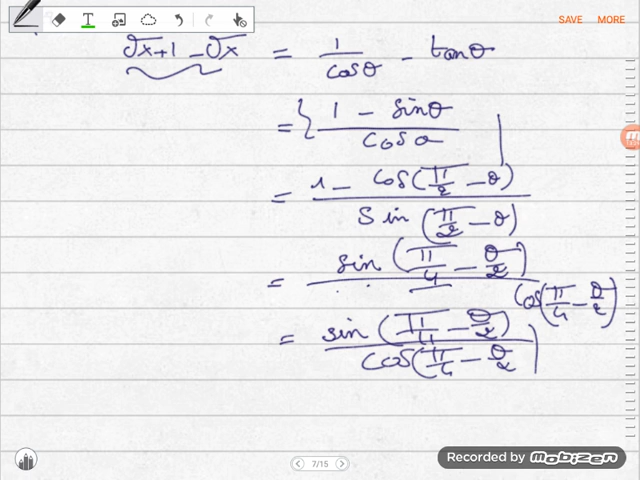 SAVE MORE
√x+1 - √x = 1/cosθ - tanθ
= { 1 - sinθ / cosθ
= 1 - cos(π/2 - θ) / sin(π/2 - θ)
= sin(π/4 - θ/2) / cos(π/4 - θ/2)
= sin(π/4 - θ/2) / cos(π/4 - θ/2)
7/15
Recorded by mobizen